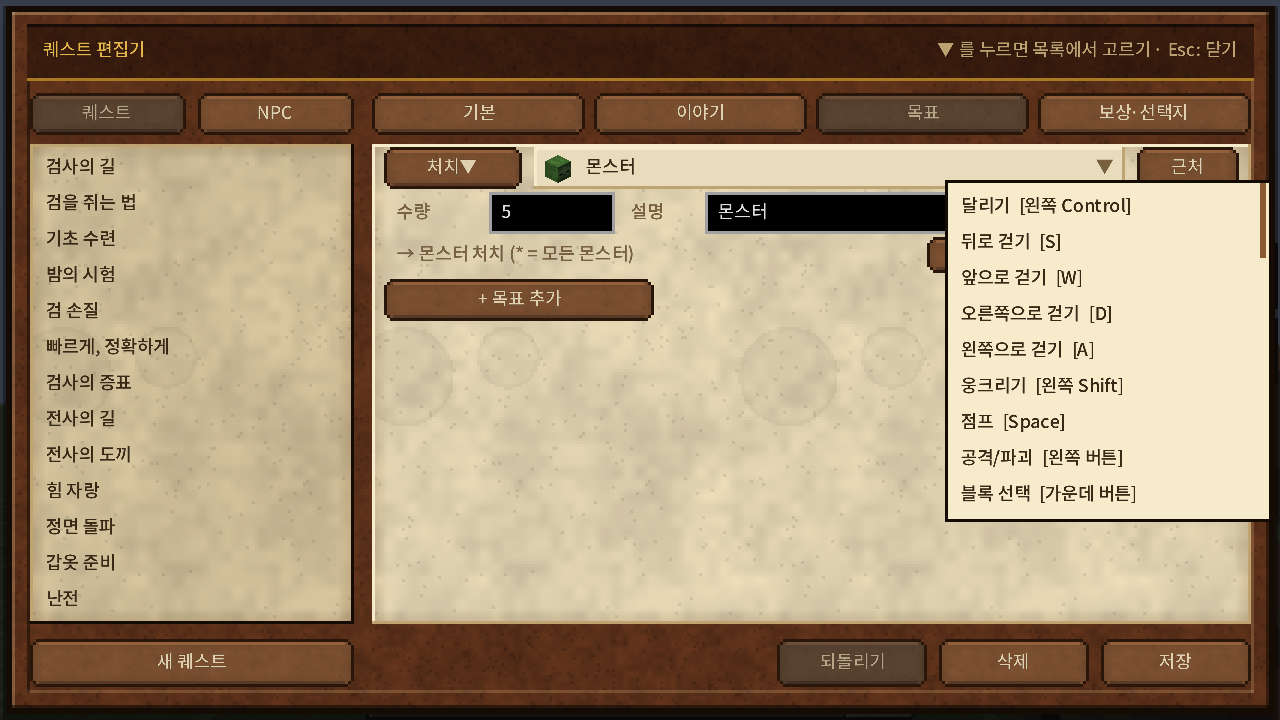 퀘스트 편집기
▼ 를 누르면 목록에서 고르기 · Esc: 닫기
퀘스트
NPC
기본
이야기
목표
보상·선택지
검사의 길
검을 쥐는 법
기초 수련
밤의 시험
검 손질
빠르게, 정확하게
검사의 증표
전사의 길
전사의 도끼
힘 자랑
정면 돌파
갑옷 준비
난전
처치▼
몬스터 ▼
근처
수량
5
설명
몬스터
→ 몬스터 처치 (* = 모든 몬스터)
+ 목표 추가
달리기 [왼쪽 Control]
뒤로 걷기 [S]
앞으로 걷기 [W]
오른쪽으로 걷기 [D]
왼쪽으로 걷기 [A]
웅크리기 [왼쪽 Shift]
점프 [Space]
공격/파괴 [왼쪽 버튼]
블록 선택 [가운데 버튼]
새 퀘스트
되돌리기
삭제
저장